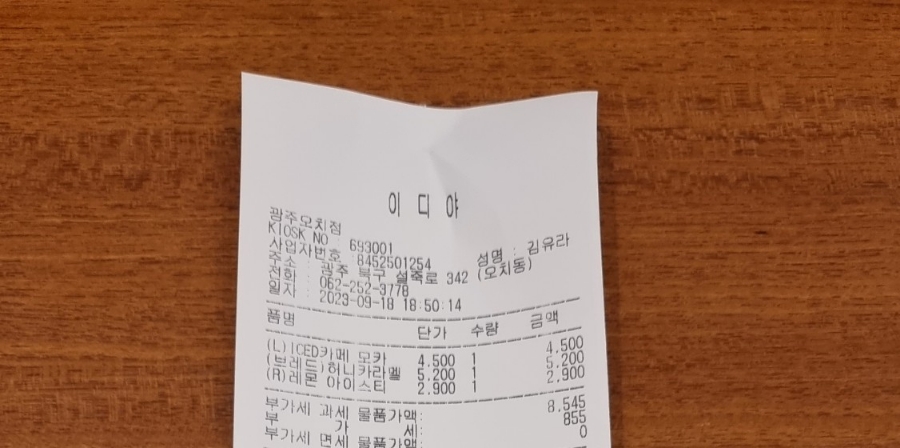 이디야
광주오치점
KIOSK NO : 693001
사업자번호 : 8452501254 성명 : 김유라
주소 : 광주 북구 설죽로 342 (오치동)
전화 : 062-252-3778
일자 : 2023-09-18 18:50:14
품명 단가 수량 금액
(L)ICED카페 모카 4.500 1 4.500
(브레드)허니카라멜 5.200 1 5.200
(R)레몬 아이스티 2.900 1 2.900
부가세 과세 물품가액: 8.545
부 가 세: 855
부가세 면세 물품가액: 0